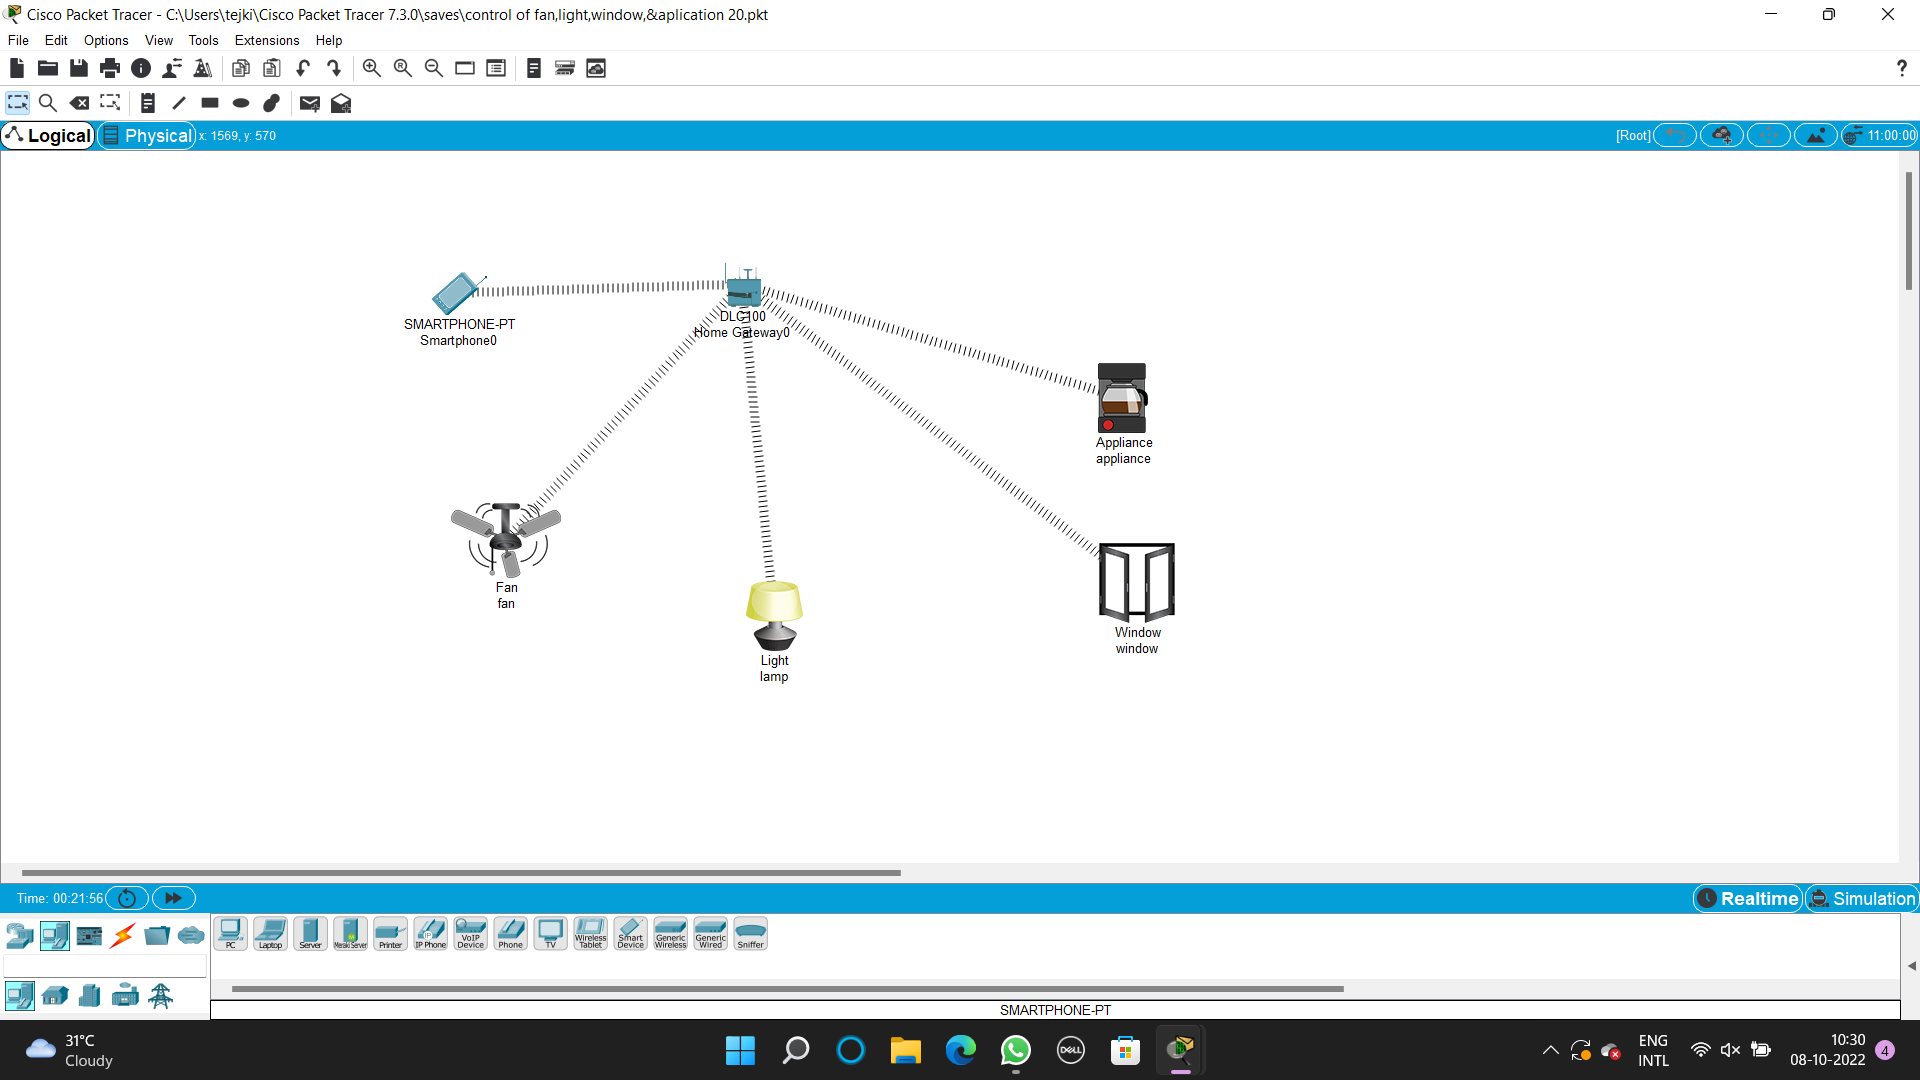 Cisco Packet Tracer - C:\Users\tejki\Cisco Packet Tracer 7.3.0\saves\control of fan,light,window,&aplication 20.pkt
File Edit Options View Tools Extensions Help
?
Logical Physical x: 1569, y: 570 [Root] 11:00:00
SMARTPHONE-PT
Smartphone0
DLC100
Home Gateway0
Appliance
appliance
Fan
fan
Window
window
Light
lamp
Time: 00:21:56 Realtime Simulation
PC Laptop Server Meraki Server Printer IP Phone VoIP Device Phone TV Wireless Tablet Smart Device Generic Wireless Generic Wired Sniffer
SMARTPHONE-PT
31°C
Cloudy
DELL
ENG
INTL
10:30
08-10-2022
4